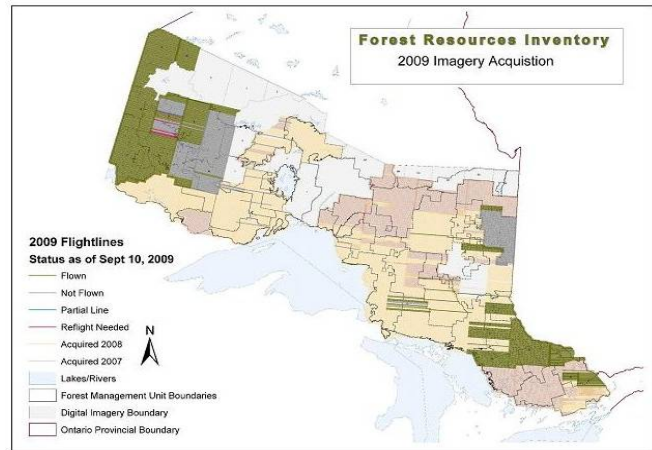 Forest Resources Inventory
2009 Imagery Acquistion
2009 Flightlines
Status as of Sept 10, 2009
Flown
Not Flown
Partial Line
Reflight Needed
Acquired 2008
Acquired 2007
Lakes/Rivers
Forest Management Unit Boundaries
Digital Imagery Boundary
Ontario Provincial Boundary
N